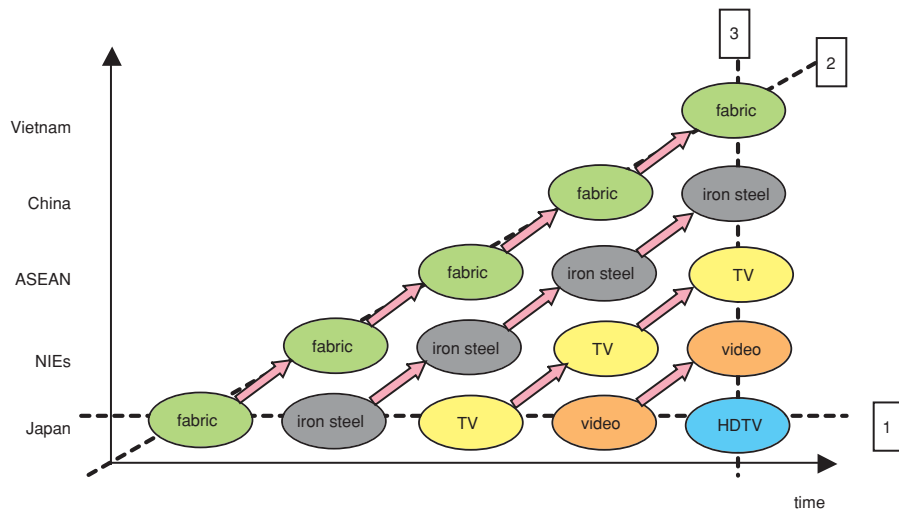 3
2
fabric
Vietnam
China
fabric
iron steel
ASEAN
fabric
iron steel
TV
NIEs
fabric
iron steel
TV
video
Japan
fabric
iron steel
TV
video
HDTV
1
time